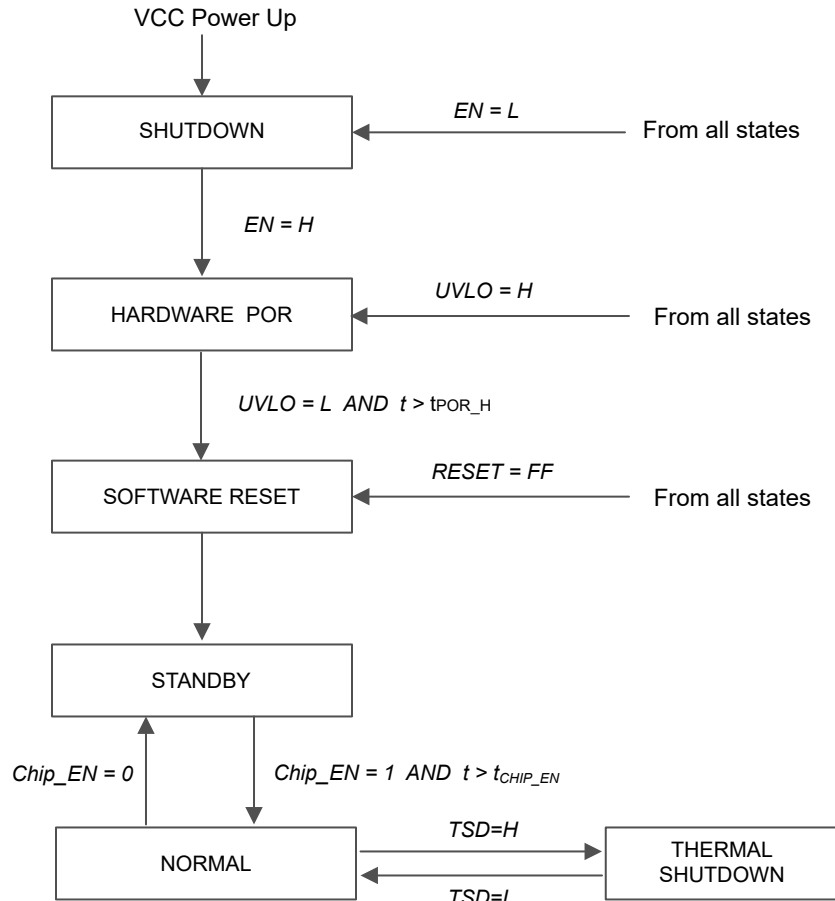 VCC Power Up
SHUTDOWN
EN = L
From all states
EN = H
HARDWARE POR
UVLO = H
From all states
UVLO = L AND t > tPOR_H
SOFTWARE RESET
RESET = FF
From all states
STANDBY
Chip_EN = 0
Chip_EN = 1 AND t > tCHIP_EN
NORMAL
TSD=H
THERMAL
SHUTDOWN
TSD=L